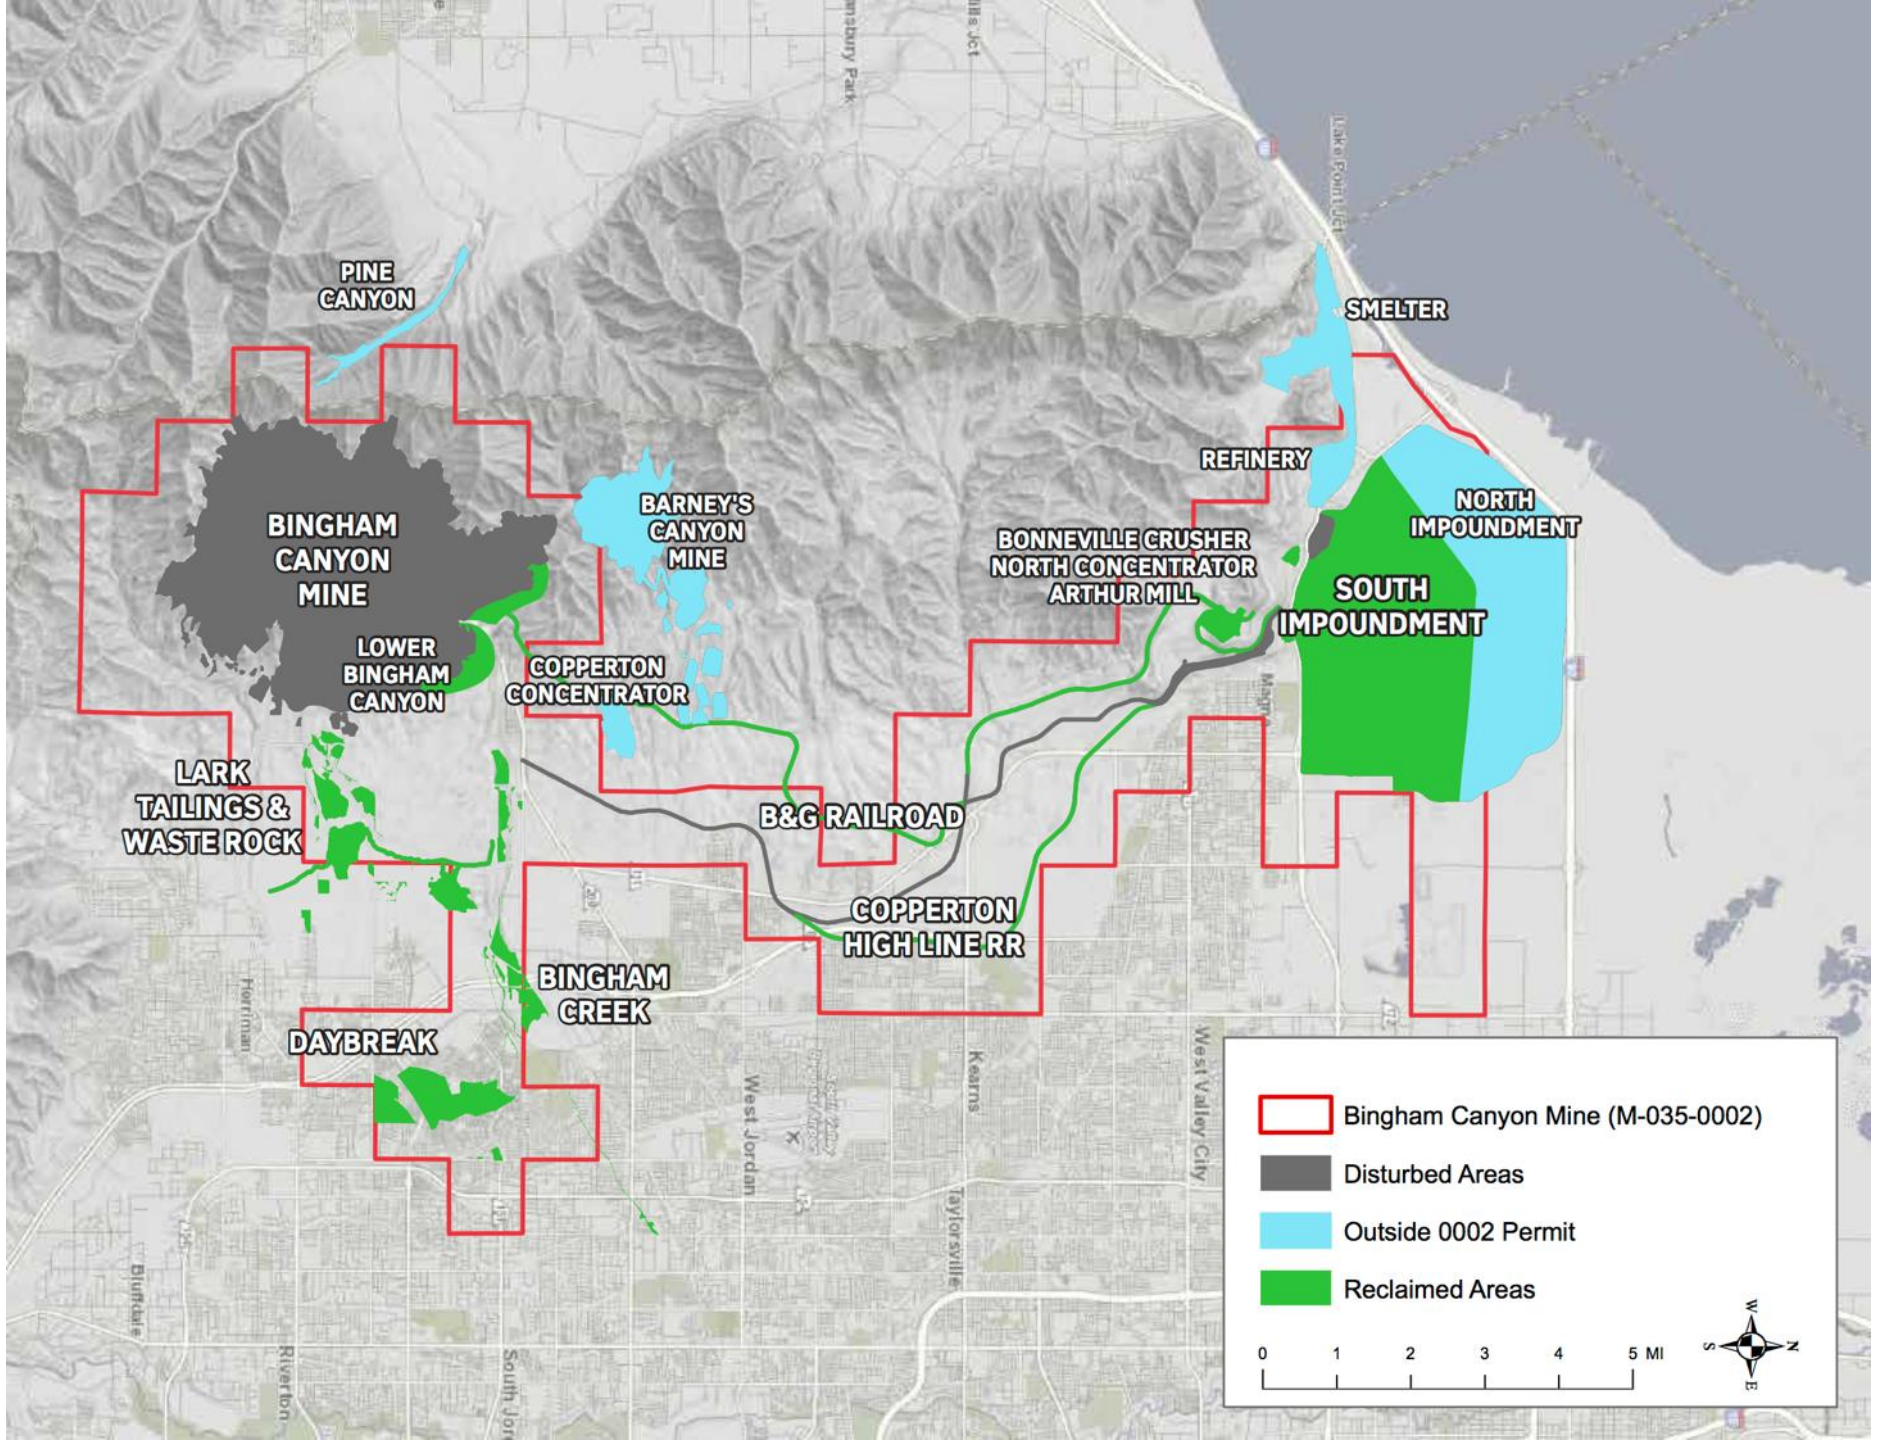 Lake Point Jct
PINE
CANYON
SMELTER
REFINERY
NORTH
IMPOUNDMENT
BARNEY'S
CANYON
MINE
BINGHAM
CANYON
MINE
BONNEVILLE CRUSHER
NORTH CONCENTRATOR
ARTHUR MILL
SOUTH
IMPOUNDMENT
LOWER
BINGHAM
CANYON
COPPERTON
CONCENTRATOR
Magna
LARK
TAILINGS &
WASTE ROCK
B&G RAILROAD
COPPERTON
HIGH LINE RR
BINGHAM
CREEK
Herriman
DAYBREAK
West Jordan
Kearns
West Valley City
Taylorsville
Bluffdale
Riverton
South Jor
Bingham Canyon Mine (M-035-0002)
Disturbed Areas
Outside 0002 Permit
Reclaimed Areas
0 1 2 3 4 5 MI
W
S N
E